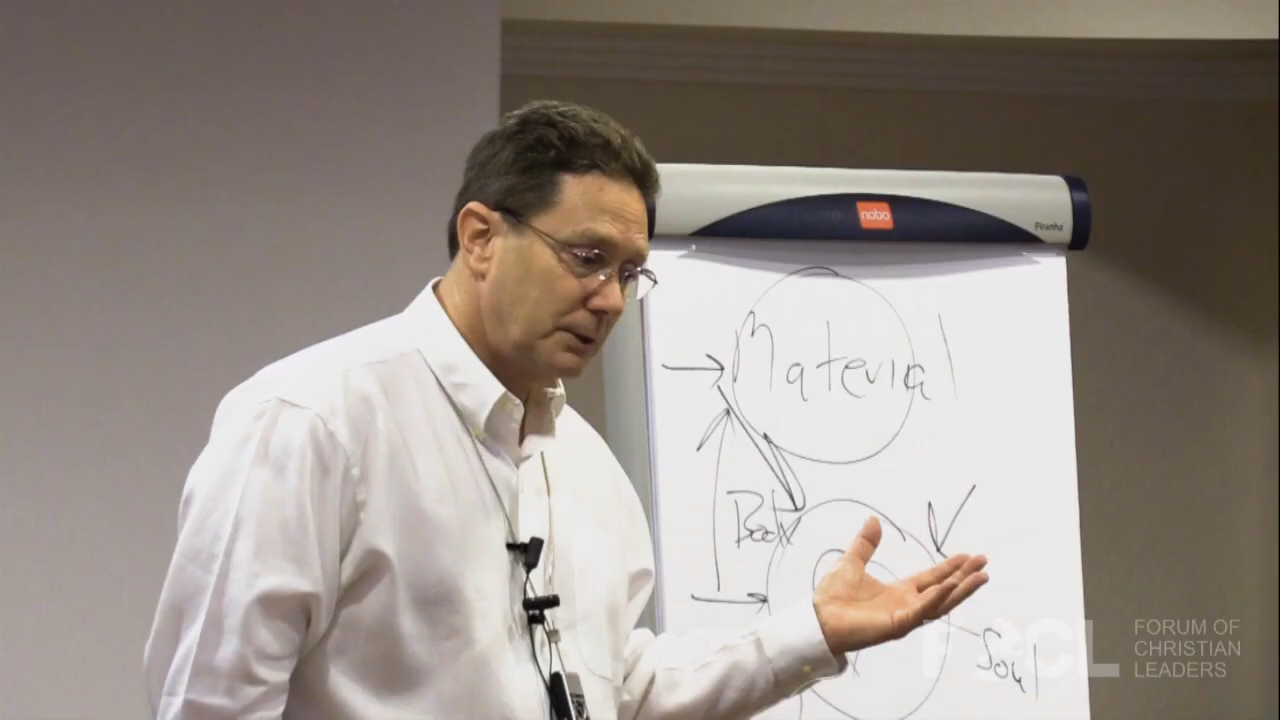 nobo
Piranha
Material
Body
Soul
FORUM OF
CHRISTIAN
LEADERS